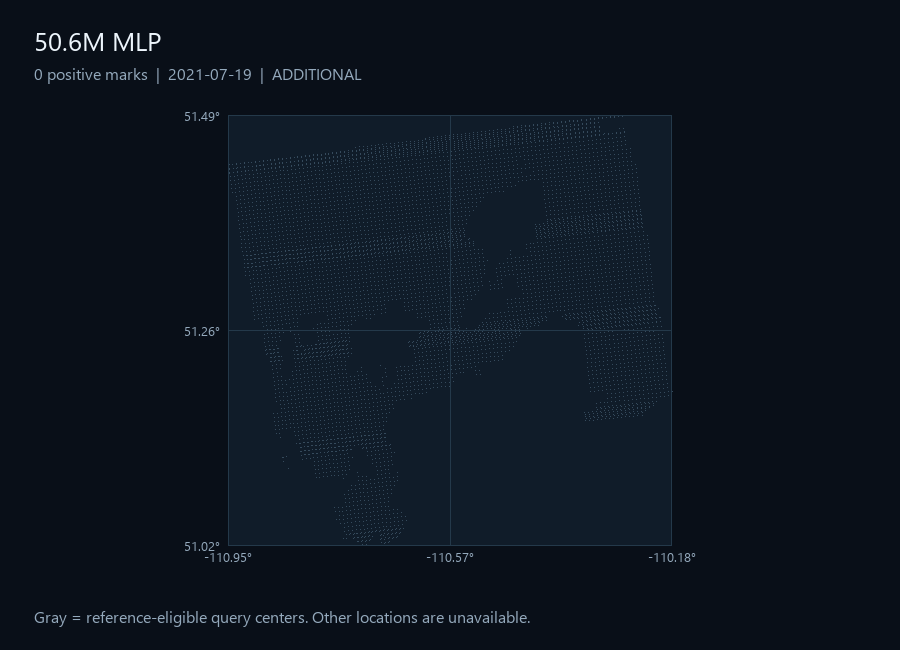 50.6M MLP
0 positive marks | 2021-07-19 | ADDITIONAL
51.49°
51.26°
51.02°
-110.95°
-110.57°
-110.18°
Gray = reference-eligible query centers. Other locations are unavailable.